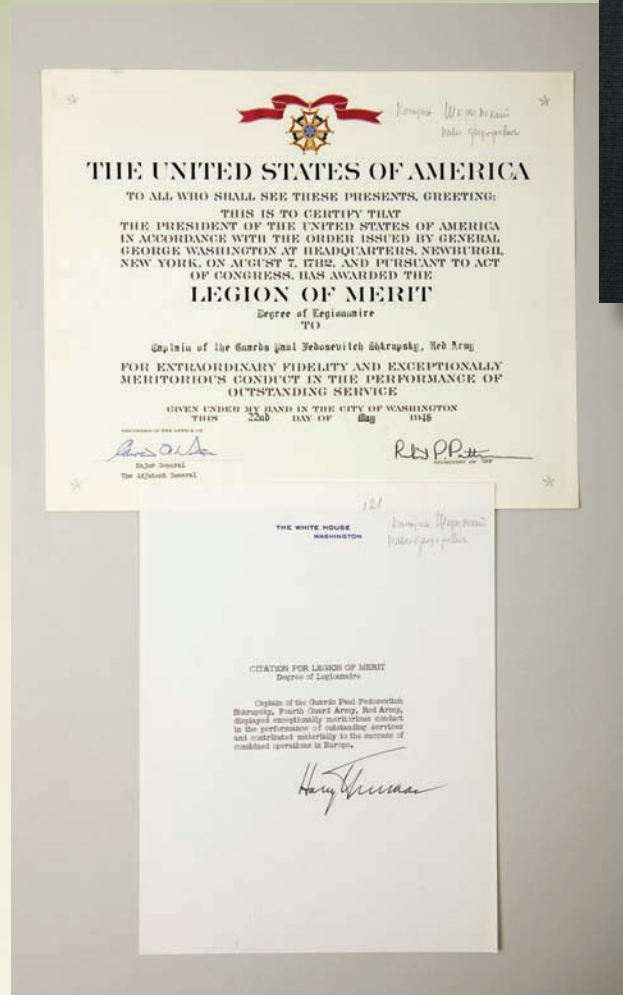 THE UNITED STATES OF AMERICA
TO ALL WHO SHALL SEE THESE PRESENTS, GREETING:
THIS IS TO CERTIFY THAT
THE PRESIDENT OF THE UNITED STATES OF AMERICA
IN ACCORDANCE WITH THE ORDER ISSUED BY GENERAL
GEORGE WASHINGTON AT HEADQUARTERS, NEWBURGH,
NEW YORK, ON AUGUST 7, 1782, AND PURSUANT TO ACT
OF CONGRESS, HAS AWARDED THE
LEGION OF MERIT
Degree of Legionnaire
TO
Captain of the Guards Paul Fedosevitch Shkrupsky, Red Army
FOR EXTRAORDINARY FIDELITY AND EXCEPTIONALLY
MERITORIOUS CONDUCT IN THE PERFORMANCE OF
OUTSTANDING SERVICE
GIVEN UNDER MY HAND IN THE CITY OF WASHINGTON
THIS 22nd DAY OF May
Major General
The Adjutant General
SECRETARY OF WAR
121
THE WHITE HOUSE
WASHINGTON
CITATION FOR LEGION OF MERIT
Degree of Legionnaire
Captain of the Guards Paul Fedosevitch
Shkrupsky, Fourth Guard Army, Red Army,
displayed exceptionally meritorious conduct
in the performance of outstanding services
and contributed materially to the success of
combined operations in Europe.
Harry Truman